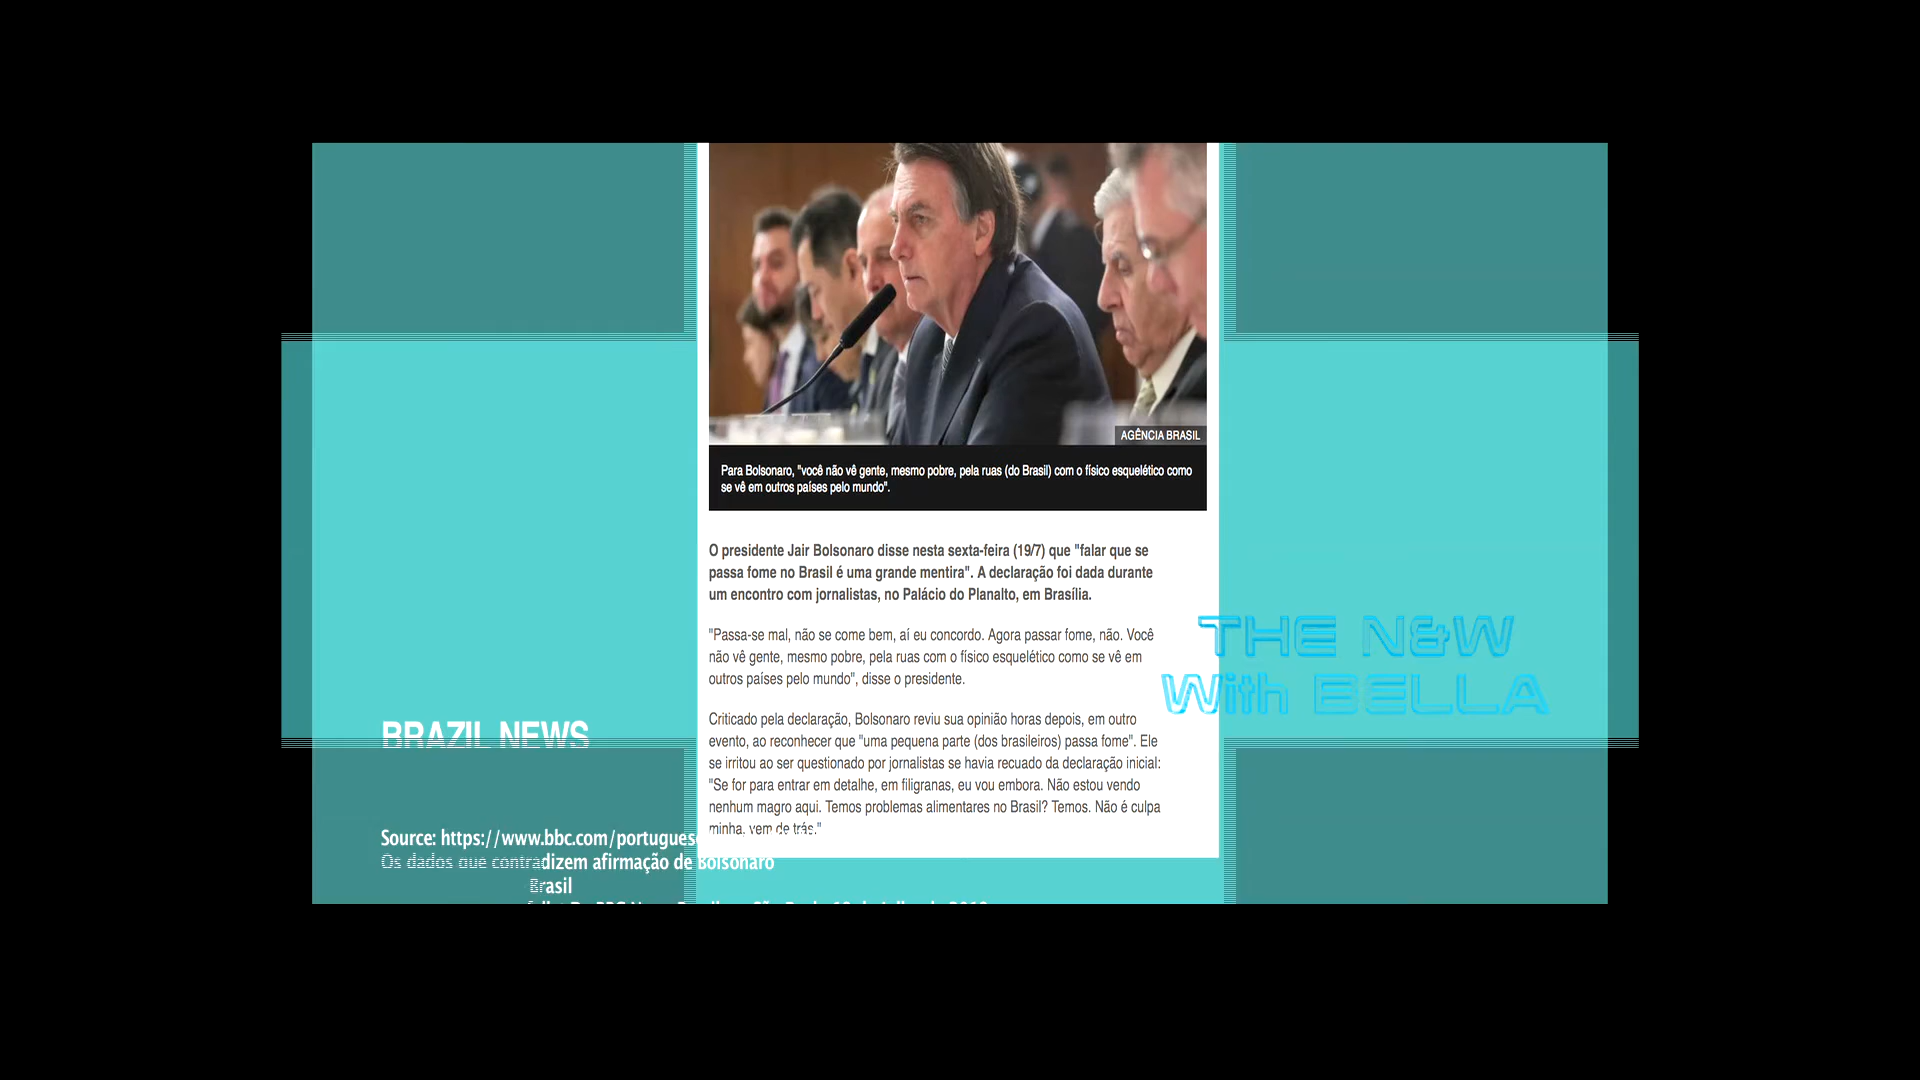 AGÊNCIA BRASIL
Para Bolsonaro, "você não vê gente, mesmo pobre, pela ruas (do Brasil) com o físico esquelético como
se vê em outros países pelo mundo".
O presidente Jair Bolsonaro disse nesta sexta-feira (19/7) que "falar que se
passa fome no Brasil é uma grande mentira". A declaração foi dada durante
um encontro com jornalistas, no Palácio do Planalto, em Brasília.
"Passa-se mal, não se come bem, aí eu concordo. Agora passar fome, não. Você
não vê gente, mesmo pobre, pela ruas com o físico esquelético como se vê em
outros países pelo mundo", disse o presidente.
Criticado pela declaração, Bolsonaro reviu sua opinião horas depois, em outro
evento, ao reconhecer que "uma pequena parte (dos brasileiros) passa fome". Ele
se irritou ao ser questionado por jornalistas se havia recuado da declaração inicial:
"Se for para entrar em detalhe, em filigranas, eu vou embora. Não estou vendo
nenhum magro aqui. Temos problemas alimentares no Brasil? Temos. Não é culpa
minha, vem de trás."
THE N&W
With BELLA
BRAZIL NEWS
Source: https://www.bbc.com/portugues
Os dados que contradizem afirmação de Bolsonaro
Brasil